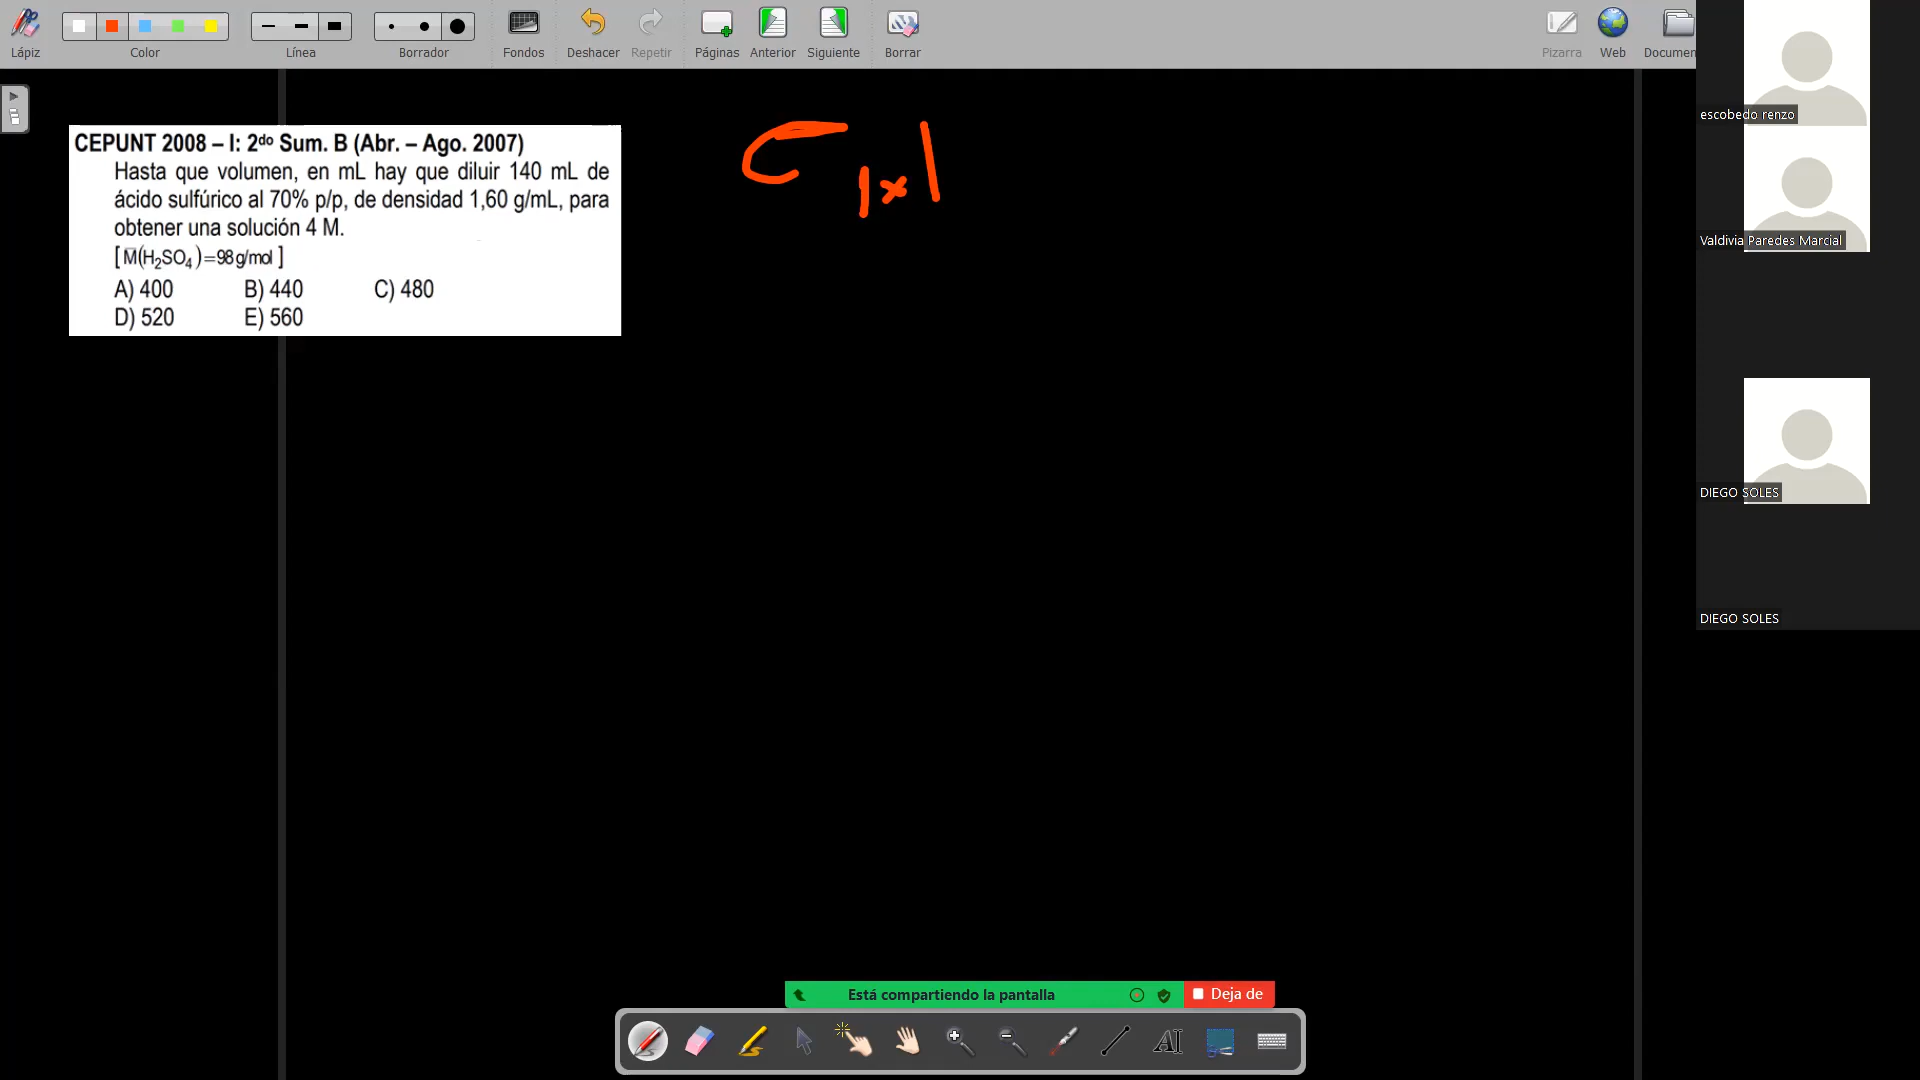 Lápiz
Color
Línea
Borrador
Fondos
Deshacer
Repetir
Páginas
Anterior
Siguiente
Borrar
Pizarra
Web
Documen
CEPUNT 2008 – I: 2do Sum. B (Abr. – Ago. 2007)
Hasta que volumen, en mL hay que diluir 140 mL de
ácido sulfúrico al 70% p/p, de densidad 1,60 g/mL, para
obtener una solución 4 M.
[ M̅(H₂SO₄)=98 g/mol ]
A) 400 B) 440 C) 480
D) 520 E) 560
C 1 x
escobedo renzo
Valdivia Paredes Marcial
DIEGO SOLES
DIEGO SOLES
Está compartiendo la pantalla
Deja de
AI